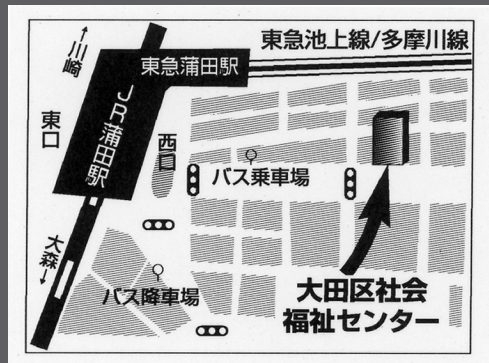 ←川崎
東急池上線/多摩川線
東急蒲田駅
JR蒲田駅
東口
西口
バス乗車場
大森→
バス降車場
大田区社会
福祉センター